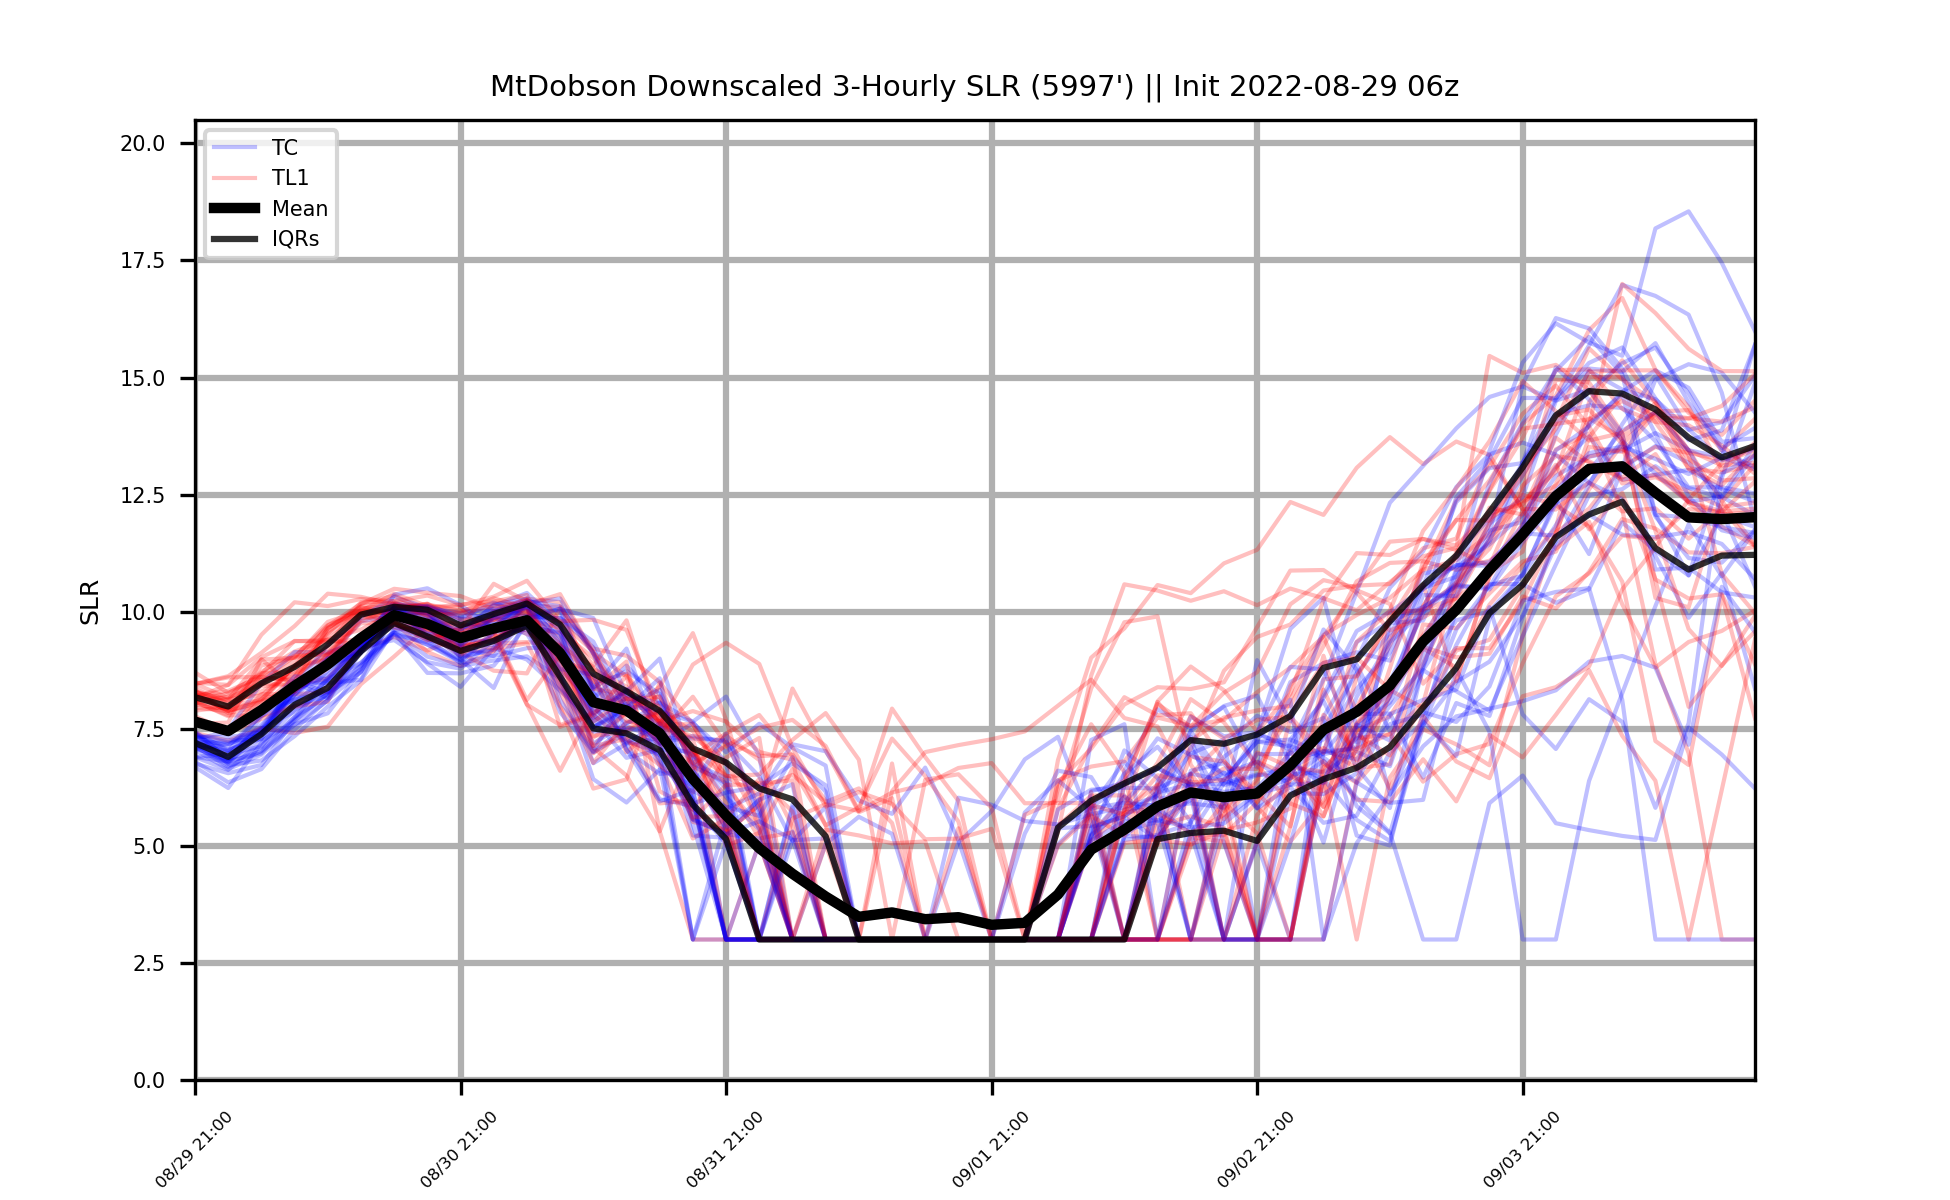 MtDobson Downscaled 3-Hourly SLR (5997') || Init 2022-08-29 06z
TC
TL1
Mean
IQRs
SLR
20.0
17.5
15.0
12.5
10.0
7.5
5.0
2.5
0.0
08/29 21:00
08/30 21:00
08/31 21:00
09/01 21:00
09/02 21:00
09/03 21:00